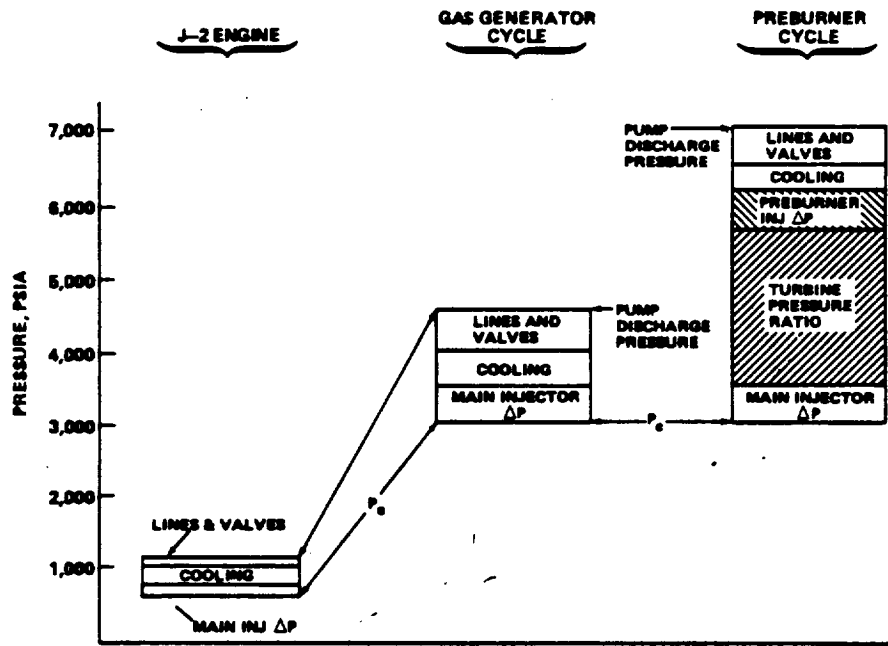 J-2 ENGINE
GAS GENERATOR
CYCLE
PREBURNER
CYCLE
PRESSURE, PSIA
7,000
6,000
5,000
4,000
3,000
2,000
1,000
LINES & VALVES
COOLING
MAIN INJ ΔP
Pc
LINES AND
VALVES
COOLING
MAIN INJECTOR
ΔP
PUMP
DISCHARGE
PRESSURE
Pc
PUMP
DISCHARGE
PRESSURE
LINES AND
VALVES
COOLING
PREBURNER
INJ ΔP
TURBINE
PRESSURE
RATIO
MAIN INJECTOR
ΔP